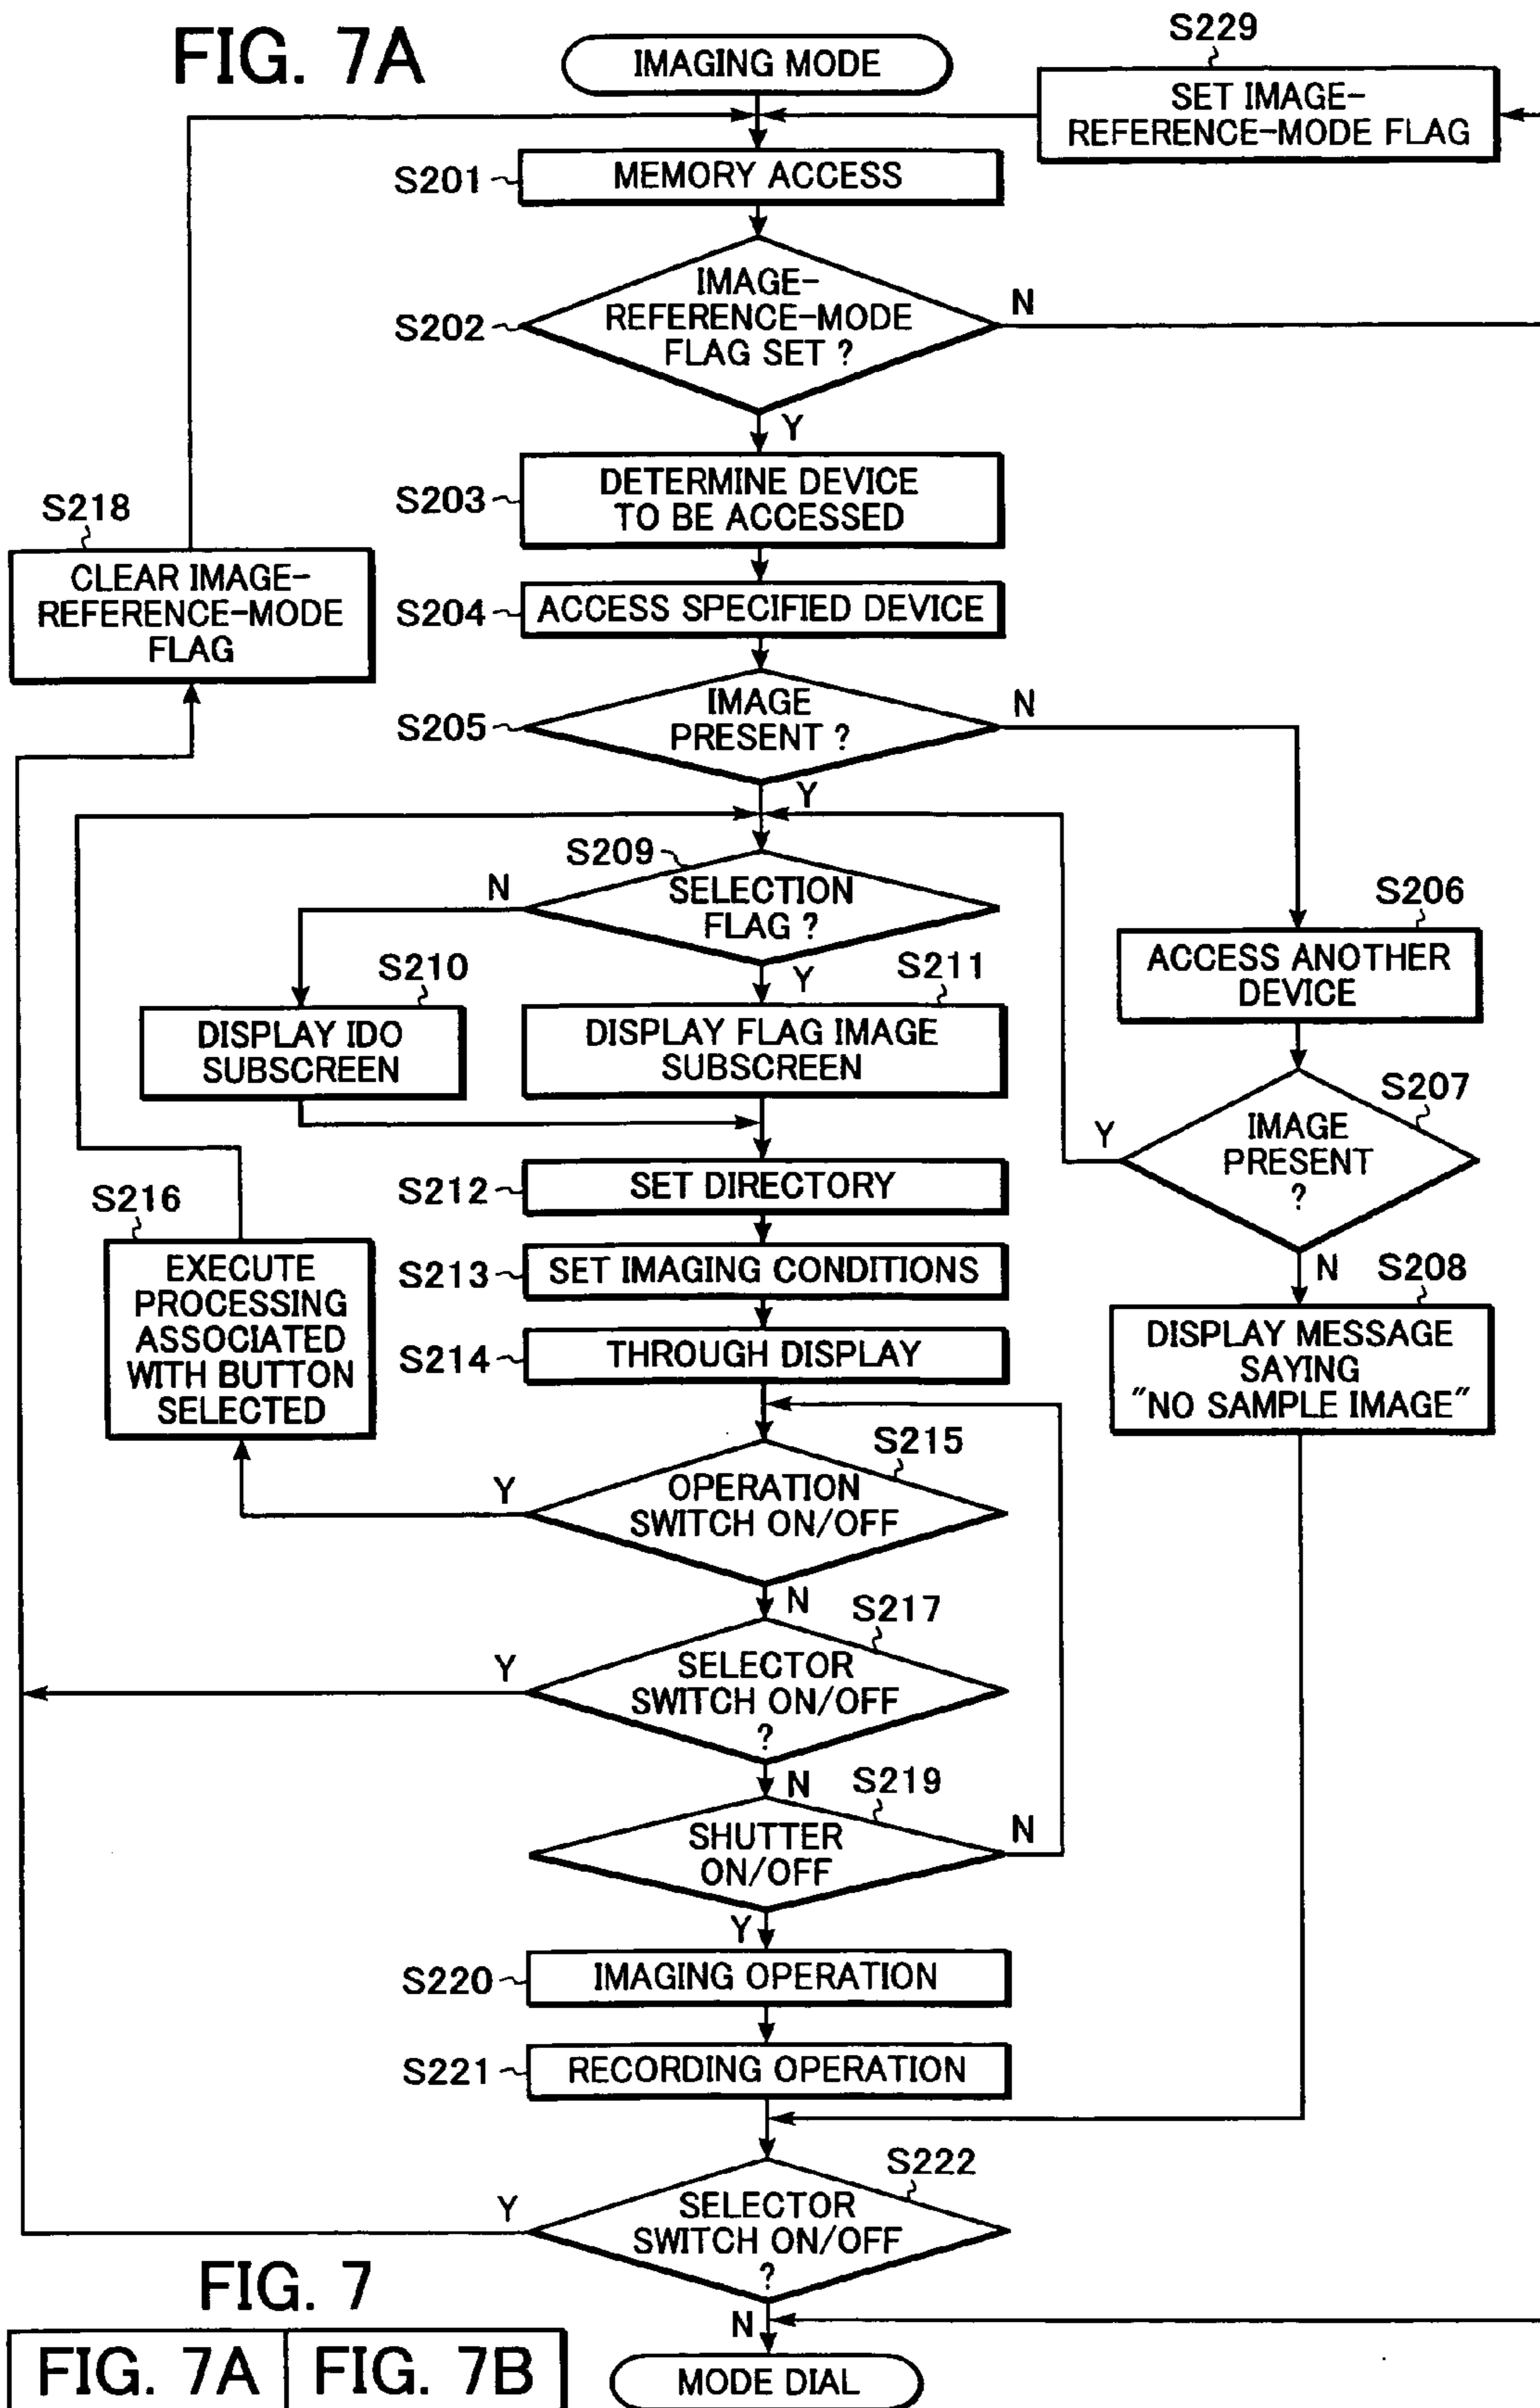 FIG. 7A
IMAGING MODE
S229
SET IMAGE-
REFERENCE-MODE FLAG
S201
MEMORY ACCESS
S202
IMAGE-
REFERENCE-MODE
FLAG SET ?
N
Y
S203
DETERMINE DEVICE
TO BE ACCESSED
S218
CLEAR IMAGE-
REFERENCE-MODE
FLAG
S204
ACCESS SPECIFIED DEVICE
S205
IMAGE
PRESENT ?
N
Y
S209
SELECTION
FLAG ?
N
Y
S206
ACCESS ANOTHER
DEVICE
S210
DISPLAY IDO
SUBSCREEN
S211
DISPLAY FLAG IMAGE
SUBSCREEN
S207
IMAGE
PRESENT
?
Y
N
S212
SET DIRECTORY
S216
EXECUTE
PROCESSING
ASSOCIATED
WITH BUTTON
SELECTED
S213
SET IMAGING CONDITIONS
S208
DISPLAY MESSAGE
SAYING
"NO SAMPLE IMAGE"
S214
THROUGH DISPLAY
S215
OPERATION
SWITCH ON/OFF
Y
N
S217
SELECTOR
SWITCH ON/OFF
?
Y
N
S219
SHUTTER
ON/OFF
N
Y
S220
IMAGING OPERATION
S221
RECORDING OPERATION
S222
SELECTOR
SWITCH ON/OFF
?
Y
N
MODE DIAL
FIG. 7
FIG. 7A
FIG. 7B